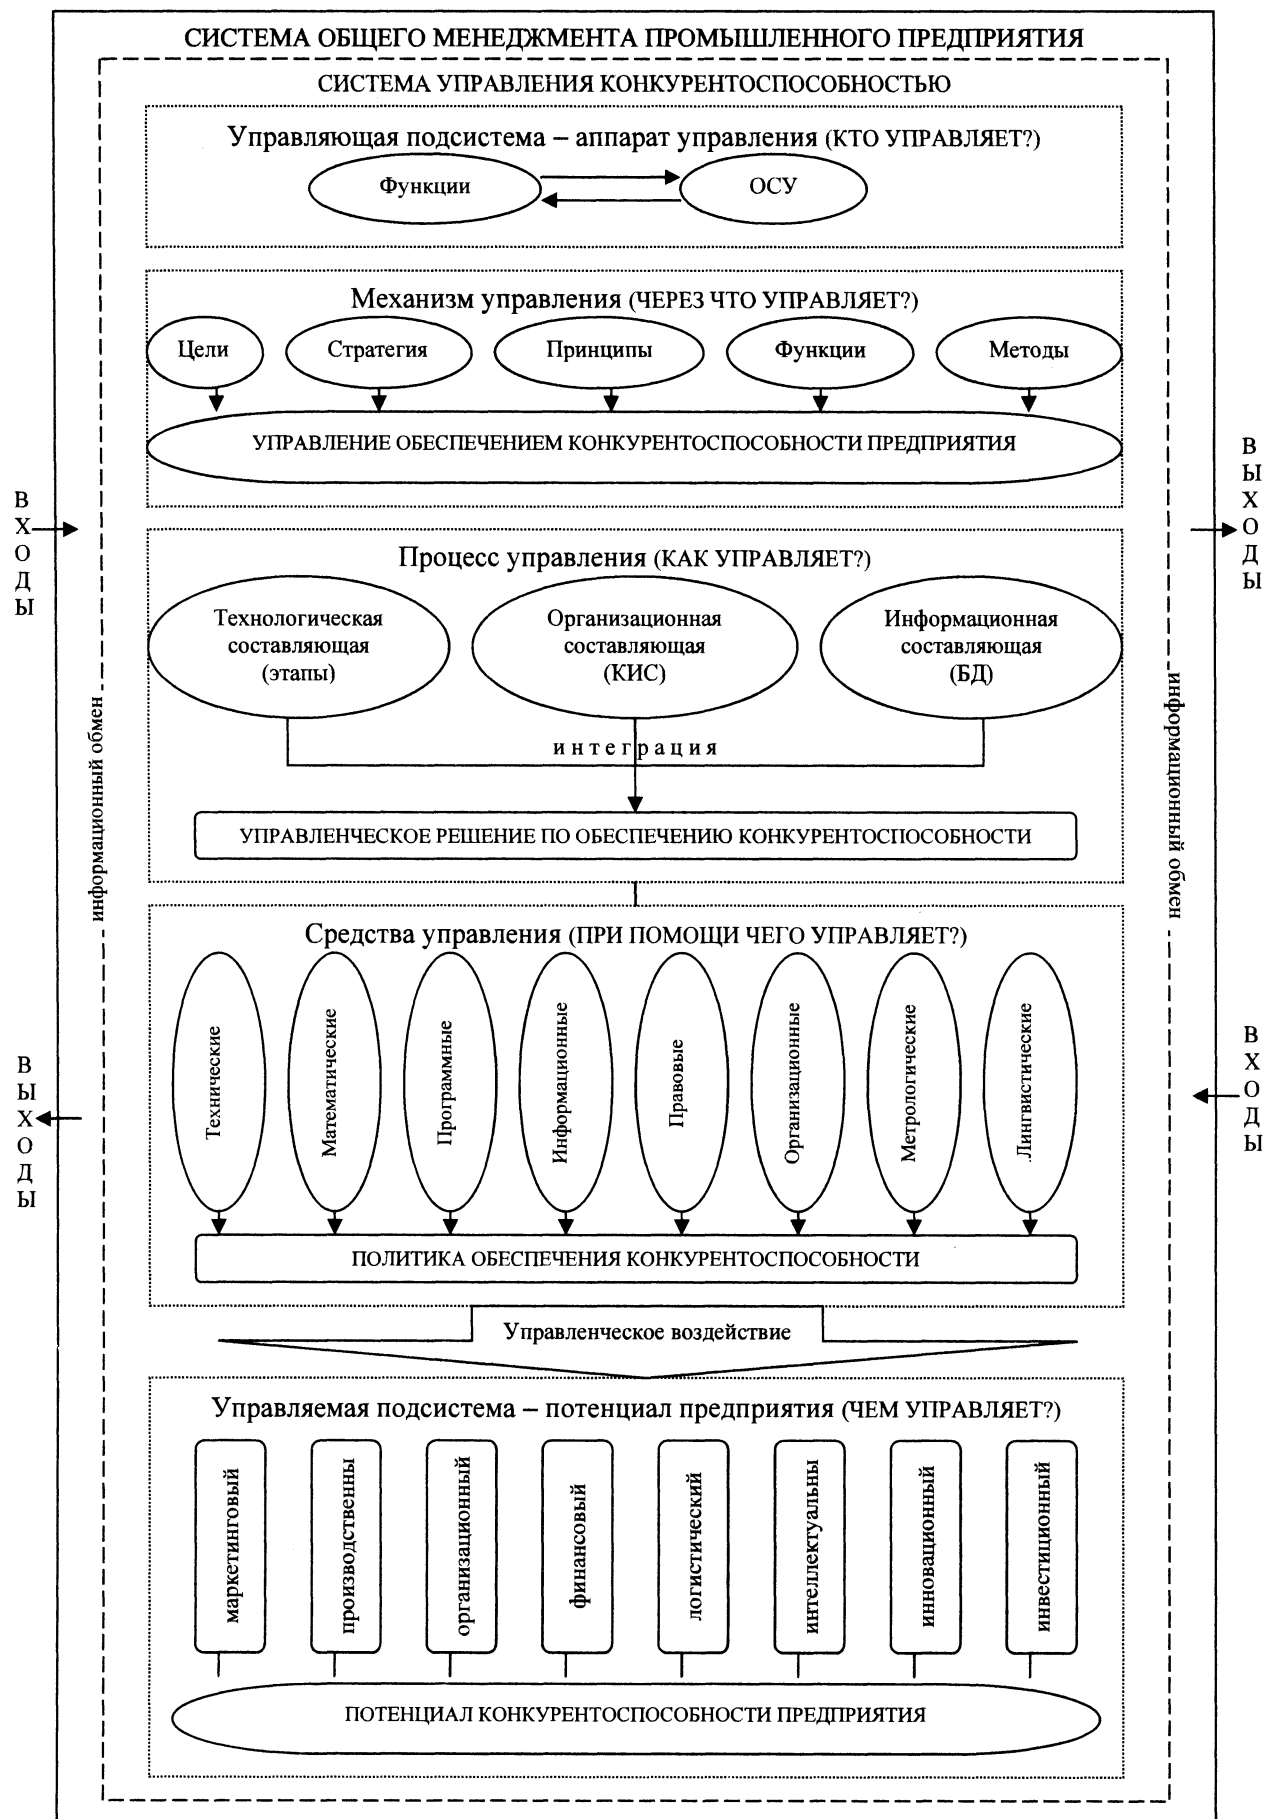 СИСТЕМА ОБЩЕГО МЕНЕДЖМЕНТА ПРОМЫШЛЕННОГО ПРЕДПРИЯТИЯ
СИСТЕМА УПРАВЛЕНИЯ КОНКУРЕНТОСПОСОБНОСТЬЮ
Управляющая подсистема – аппарат управления (КТО УПРАВЛЯЕТ?)
Функции
ОСУ
Механизм управления (ЧЕРЕЗ ЧТО УПРАВЛЯЕТ?)
Цели
Стратегия
Принципы
Функции
Методы
УПРАВЛЕНИЕ ОБЕСПЕЧЕНИЕМ КОНКУРЕНТОСПОСОБНОСТИ ПРЕДПРИЯТИЯ
ВХОДЫ
ВЫХОДЫ
Процесс управления (КАК УПРАВЛЯЕТ?)
Технологическая
составляющая
(этапы)
Организационная
составляющая
(КИС)
Информационная
составляющая
(БД)
интеграция
УПРАВЛЕНЧЕСКОЕ РЕШЕНИЕ ПО ОБЕСПЕЧЕНИЮ КОНКУРЕНТОСПОСОБНОСТИ
информационный обмен
информационный обмен
Средства управления (ПРИ ПОМОЩИ ЧЕГО УПРАВЛЯЕТ?)
Технические
Математические
Программные
Информационные
Правовые
Организационные
Метрологические
Лингвистические
ВЫХОДЫ
ВХОДЫ
ПОЛИТИКА ОБЕСПЕЧЕНИЯ КОНКУРЕНТОСПОСОБНОСТИ
Управленческое воздействие
Управляемая подсистема – потенциал предприятия (ЧЕМ УПРАВЛЯЕТ?)
маркетинговый
производственны
организационный
финансовый
логистический
интеллектуальны
инновационный
инвестиционный
ПОТЕНЦИАЛ КОНКУРЕНТОСПОСОБНОСТИ ПРЕДПРИЯТИЯ